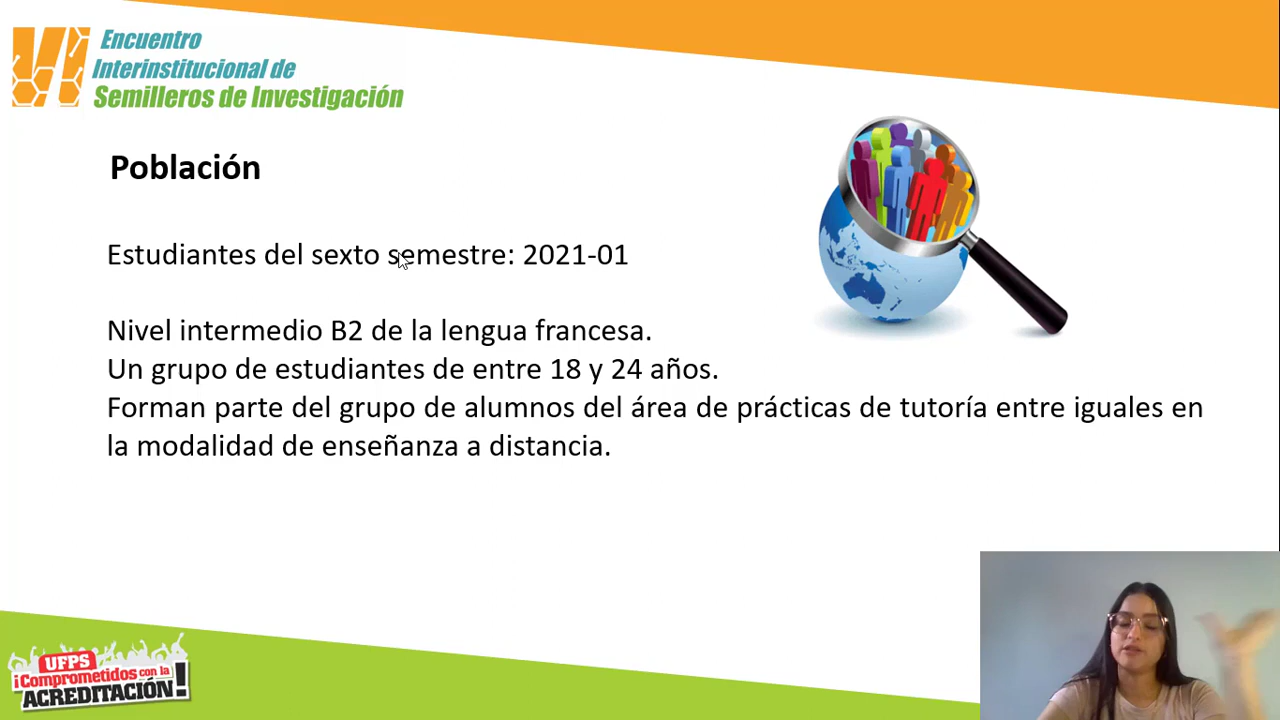 VI
Encuentro
Interinstitucional de
Semilleros de Investigación
Población
Estudiantes del sexto semestre: 2021-01
Nivel intermedio B2 de la lengua francesa.
Un grupo de estudiantes de entre 18 y 24 años.
Forman parte del grupo de alumnos del área de prácticas de tutoría entre iguales en
la modalidad de enseñanza a distancia.
UFPS
¡Comprometidos con la
ACREDITACIÓN!